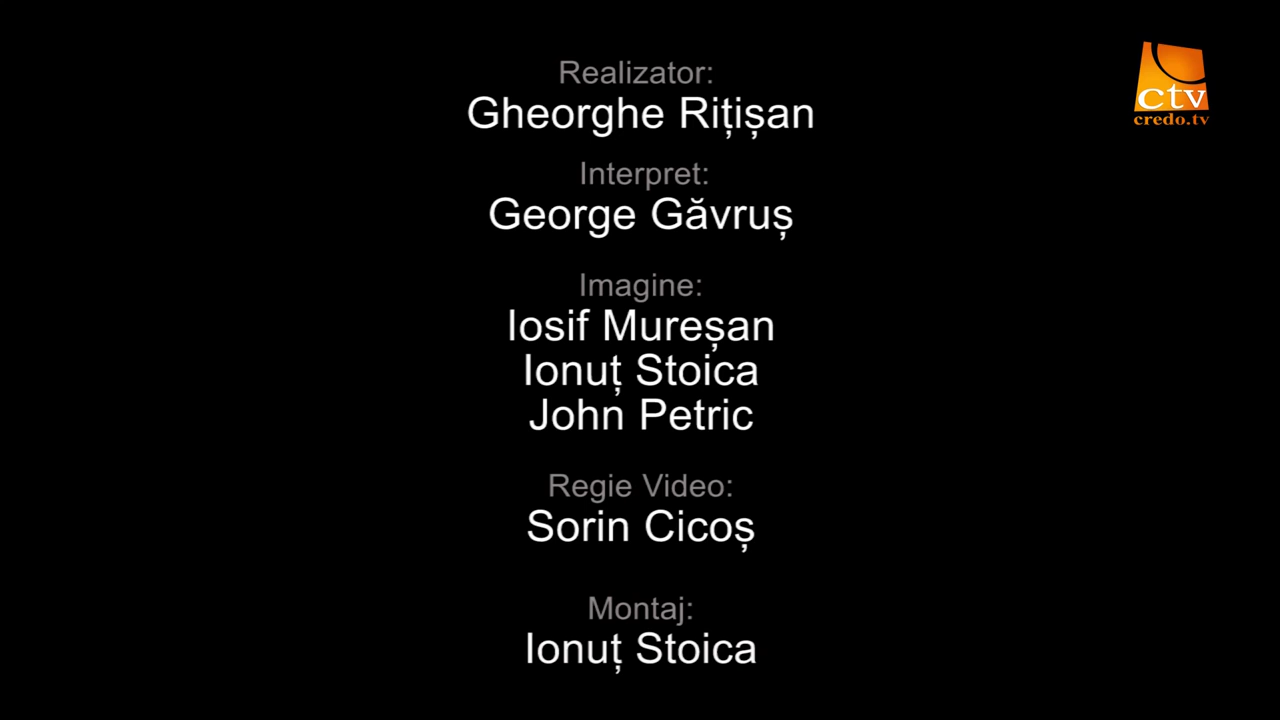 Realizator:
Gheorghe Rițișan
Interpret:
George Găvruș
Imagine:
Iosif Mureșan
Ionuț Stoica
John Petric
Regie Video:
Sorin Cicoș
Montaj:
Ionuț Stoica
ctv
credo.tv